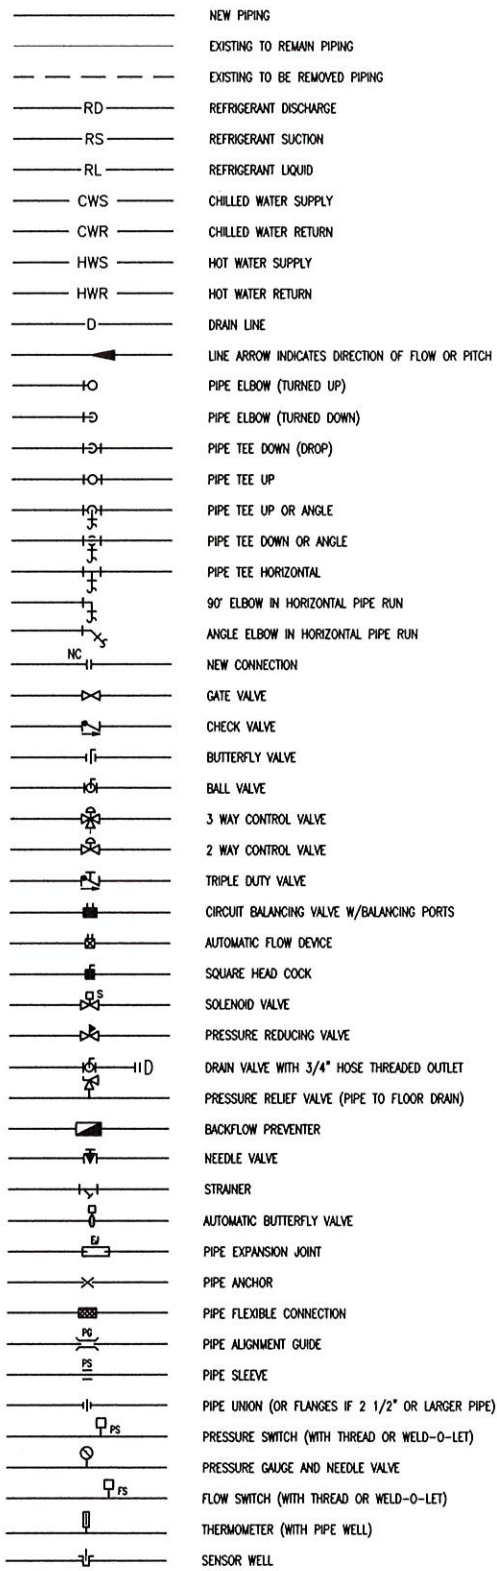 NEW PIPING
EXISTING TO REMAIN PIPING
EXISTING TO BE REMOVED PIPING
RD REFRIGERANT DISCHARGE
RS REFRIGERANT SUCTION
RL REFRIGERANT LIQUID
CWS CHILLED WATER SUPPLY
CWR CHILLED WATER RETURN
HWS HOT WATER SUPPLY
HWR HOT WATER RETURN
D DRAIN LINE
LINE ARROW INDICATES DIRECTION OF FLOW OR PITCH
PIPE ELBOW (TURNED UP)
PIPE ELBOW (TURNED DOWN)
PIPE TEE DOWN (DROP)
PIPE TEE UP
PIPE TEE UP OR ANGLE
PIPE TEE DOWN OR ANGLE
PIPE TEE HORIZONTAL
90° ELBOW IN HORIZONTAL PIPE RUN
ANGLE ELBOW IN HORIZONTAL PIPE RUN
NC NEW CONNECTION
GATE VALVE
CHECK VALVE
BUTTERFLY VALVE
BALL VALVE
3 WAY CONTROL VALVE
2 WAY CONTROL VALVE
TRIPLE DUTY VALVE
CIRCUIT BALANCING VALVE W/BALANCING PORTS
AUTOMATIC FLOW DEVICE
SQUARE HEAD COCK
S SOLENOID VALVE
PRESSURE REDUCING VALVE
DRAIN VALVE WITH 3/4" HOSE THREADED OUTLET
PRESSURE RELIEF VALVE (PIPE TO FLOOR DRAIN)
BACKFLOW PREVENTER
NEEDLE VALVE
STRAINER
AUTOMATIC BUTTERFLY VALVE
EJ PIPE EXPANSION JOINT
PIPE ANCHOR
PIPE FLEXIBLE CONNECTION
PG PIPE ALIGNMENT GUIDE
PS PIPE SLEEVE
PIPE UNION (OR FLANGES IF 2 1/2" OR LARGER PIPE)
PS PRESSURE SWITCH (WITH THREAD OR WELD-O-LET)
PRESSURE GAUGE AND NEEDLE VALVE
FS FLOW SWITCH (WITH THREAD OR WELD-O-LET)
THERMOMETER (WITH PIPE WELL)
SENSOR WELL